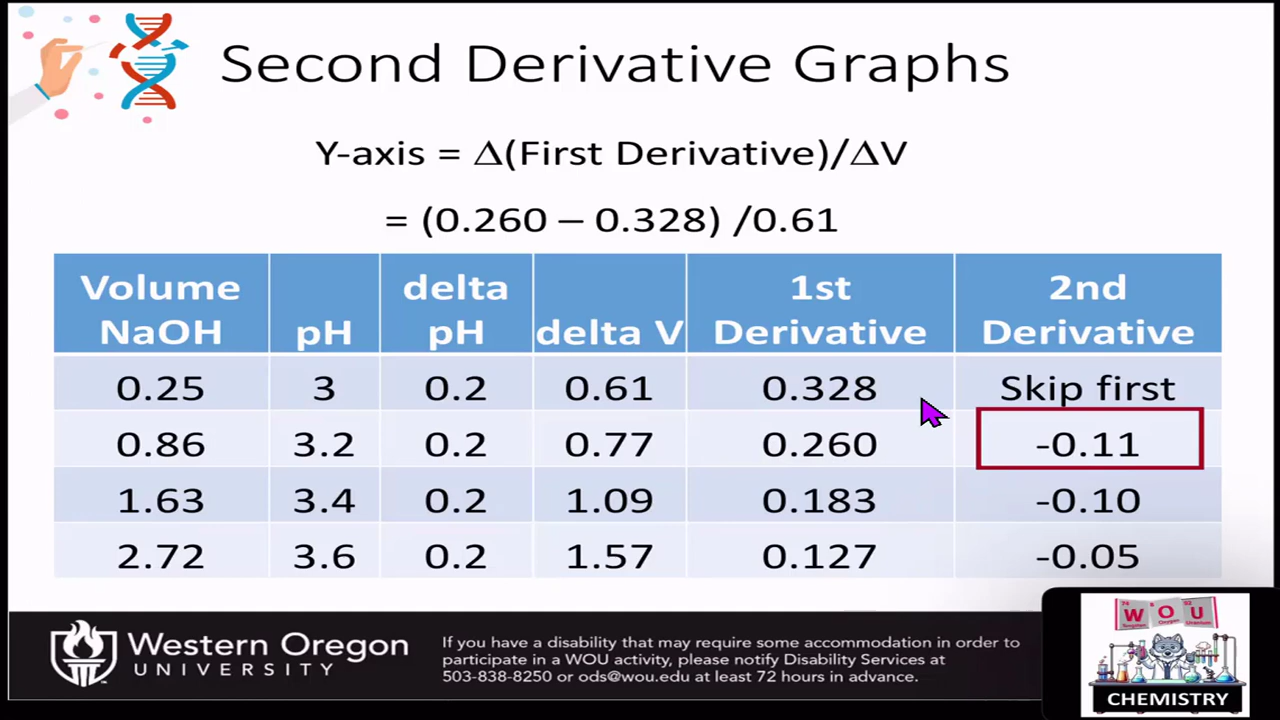 Second Derivative Graphs
Y-axis = Δ(First Derivative)/ΔV
= (0.260 – 0.328) /0.61
Volume NaOH pH delta pH delta V 1st Derivative 2nd Derivative
0.25 3 0.2 0.61 0.328 Skip first
0.86 3.2 0.2 0.77 0.260 -0.11
1.63 3.4 0.2 1.09 0.183 -0.10
2.72 3.6 0.2 1.57 0.127 -0.05
Western Oregon
UNIVERSITY
If you have a disability that may require some accommodation in order to
participate in a WOU activity, please notify Disability Services at
503-838-8250 or ods@wou.edu at least 72 hours in advance.
W O U
CHEMISTRY